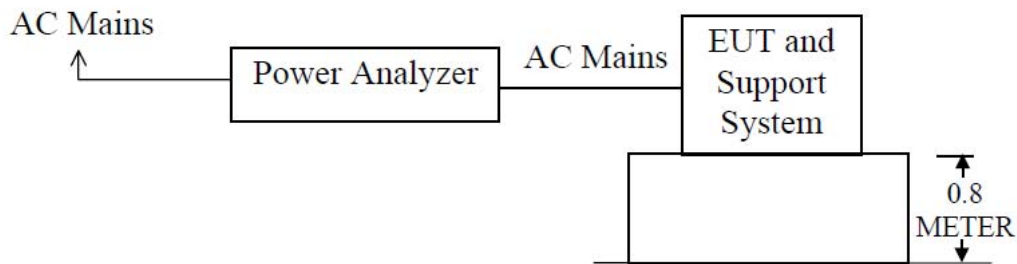 AC Mains
Power Analyzer
AC Mains
EUT and
Support
System
0.8
METER